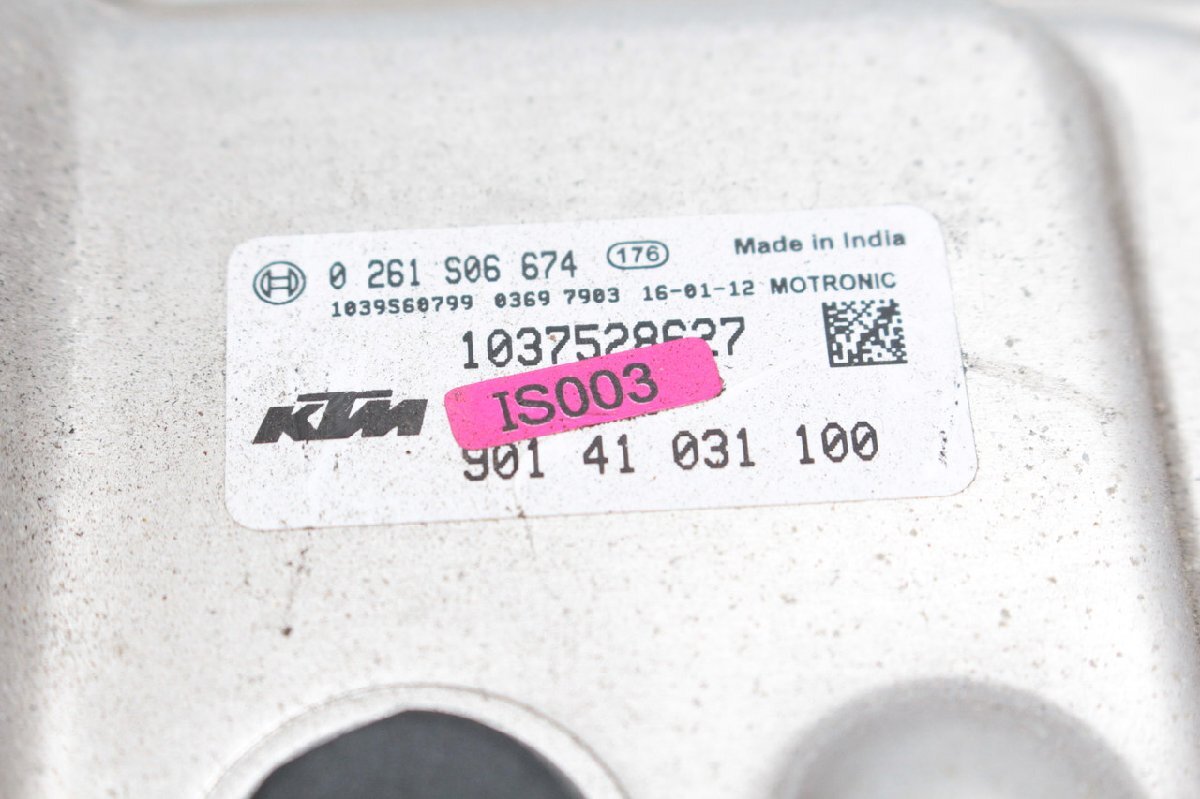 0 261 S06 674 176 Made in India
1039S60799 0369 7903 16-01-12 MOTRONIC
1037528627
KTM
IS003
901 41 031 100